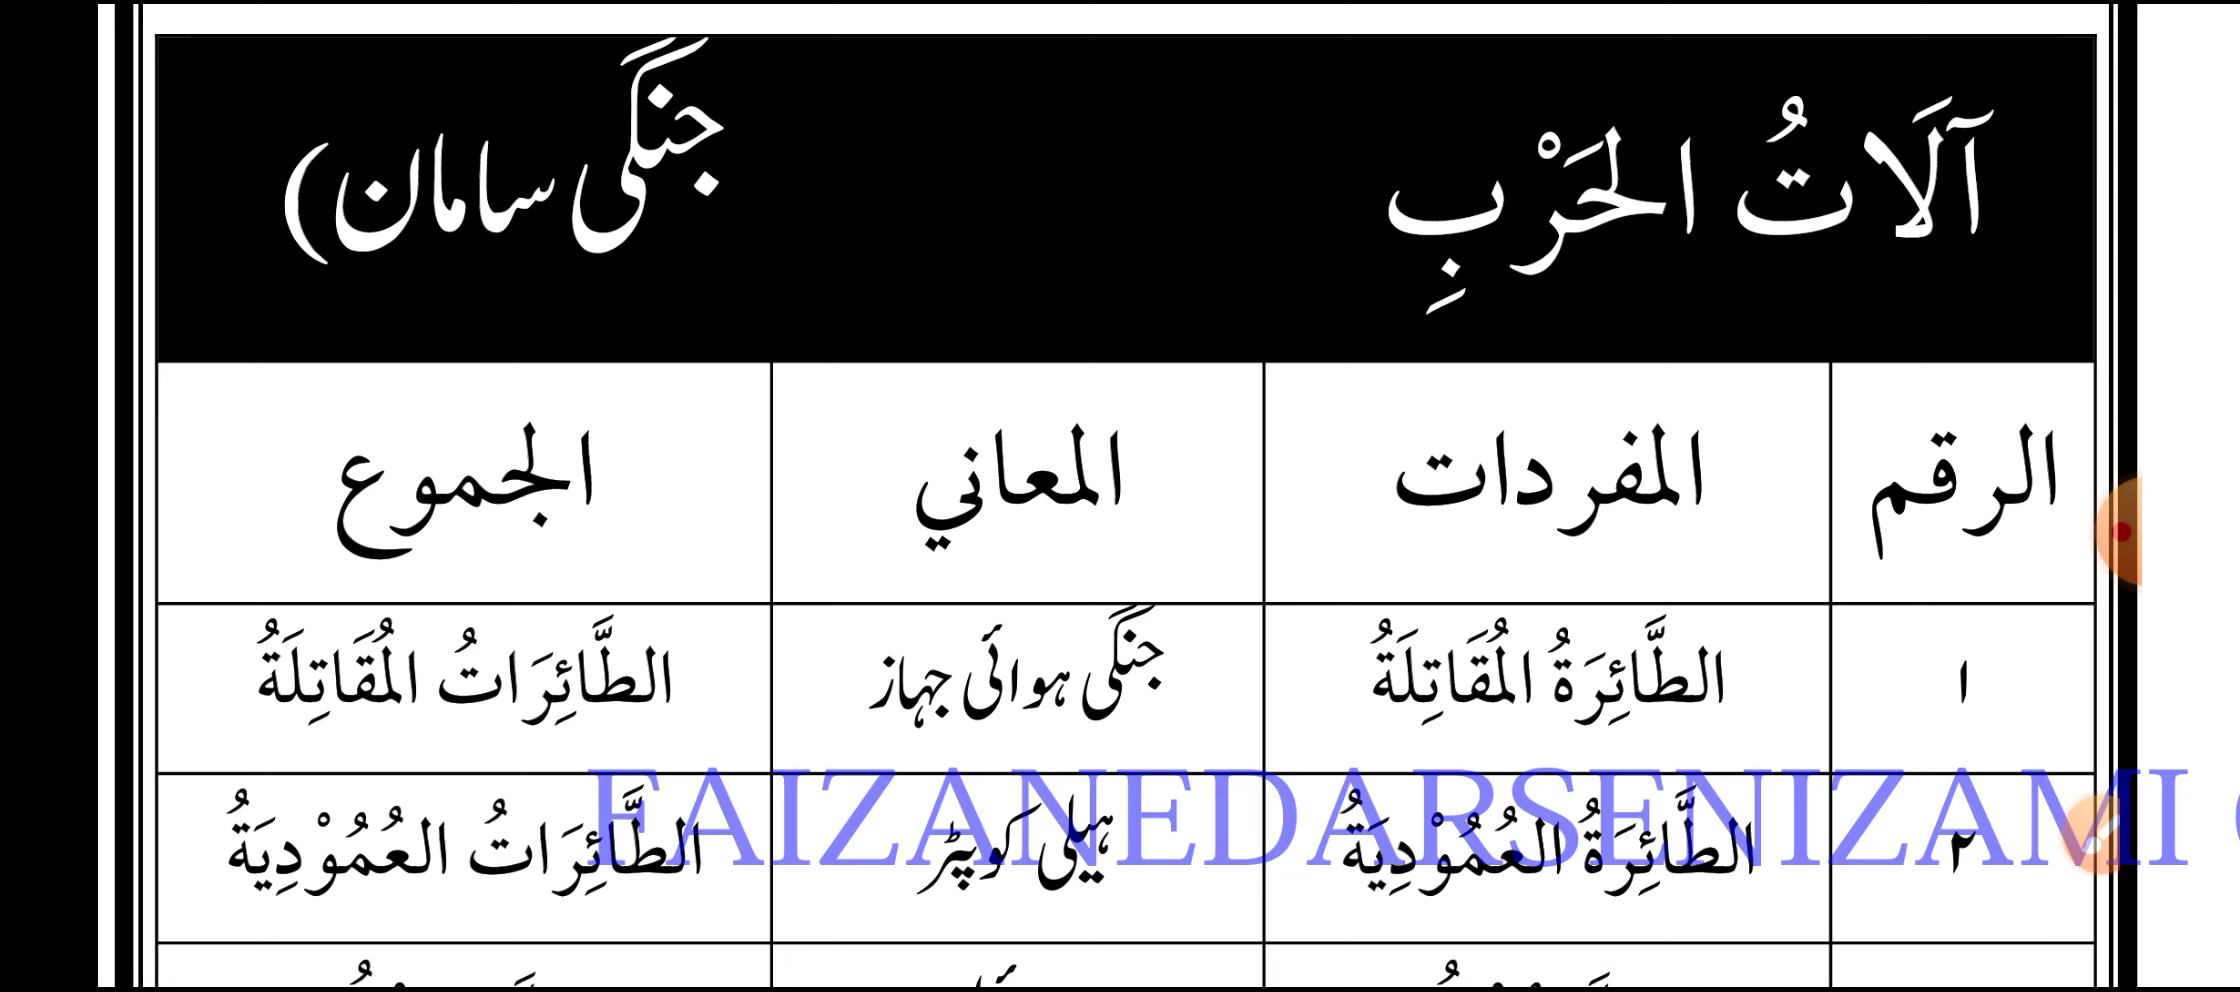 آلَاتُ الحَرْبِ جنگی سامان)
الرقم المفردات المعاني الجموع
١ الطَّائِرَةُ المُقَاتِلَةُ جنگی ہوائی جہاز الطَّائِرَاتُ المُقَاتِلَةُ
٢ الطَّائِرَةُ العُمُوْدِيَةُ ہیلی کوپٹر الطَّائِرَاتُ العُمُوْدِيَةُ
FAIZANEDARSENIZAMI